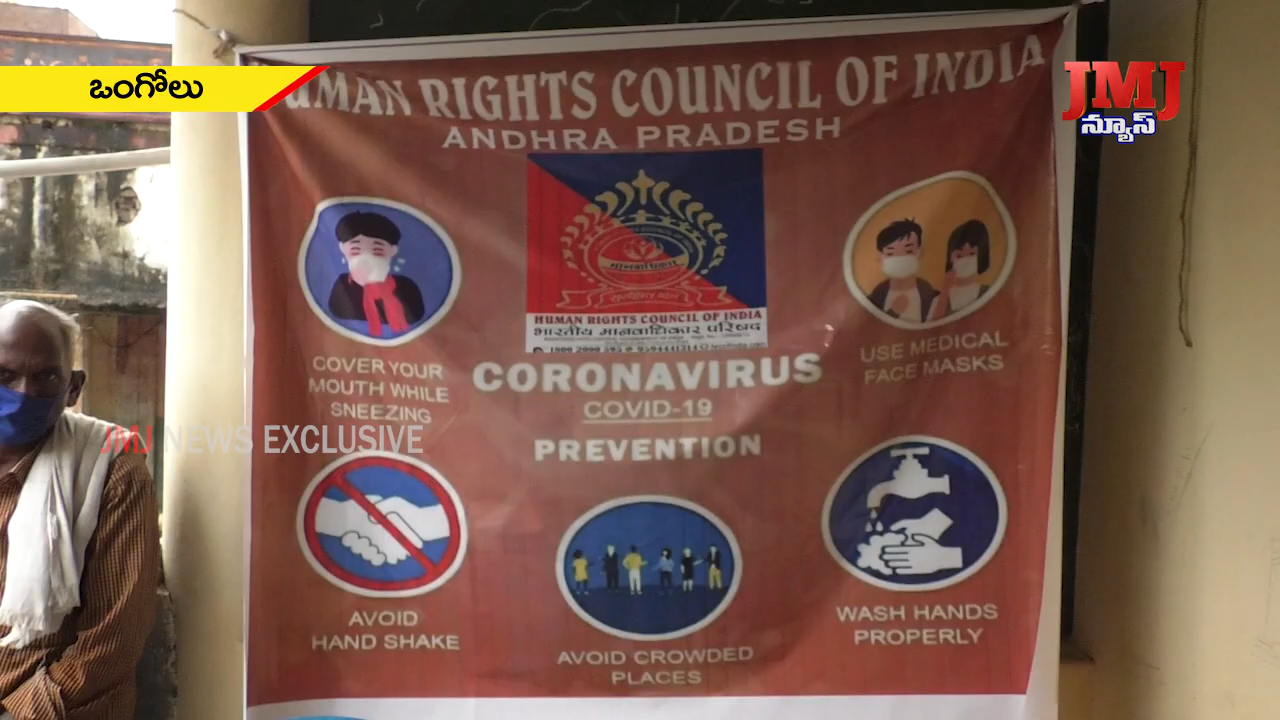 ఒంగోలు
JMJ
న్యూస్
HUMAN RIGHTS COUNCIL OF INDIA
ANDHRA PRADESH
मानवाधिकार
HUMAN RIGHTS COUNCIL OF INDIA
भारतीय मानवाधिकार परिषद
COVER YOUR
MOUTH WHILE
SNEEZING
USE MEDICAL
FACE MASKS
CORONAVIRUS
COVID-19
PREVENTION
JMJ NEWS EXCLUSIVE
AVOID
HAND SHAKE
AVOID CROWDED
PLACES
WASH HANDS
PROPERLY